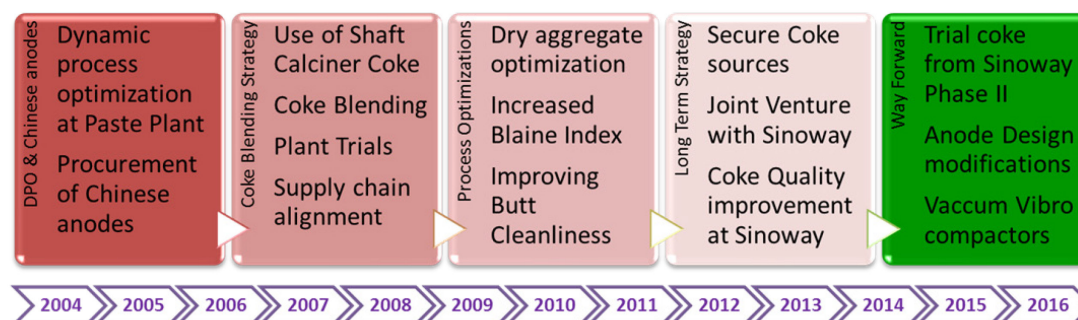 DPO & Chinese anodes
Dynamic
process
optimization
at Paste Plant
Procurement
of Chinese
anodes
Coke Blending Strategy
Use of Shaft
Calciner Coke
Coke Blending
Plant Trials
Supply chain
alignment
Process Optimizations
Dry aggregate
optimization
Increased
Blaine Index
Improving
Butt
Cleanliness
Long Term Strategy
Secure Coke
sources
Joint Venture
with Sinoway
Coke Quality
improvement
at Sinoway
Way Forward
Trial coke
from Sinoway
Phase II
Anode Design
modifications
Vaccum Vibro
compactors
2004 2005 2006 2007 2008 2009 2010 2011 2012 2013 2014 2015 2016